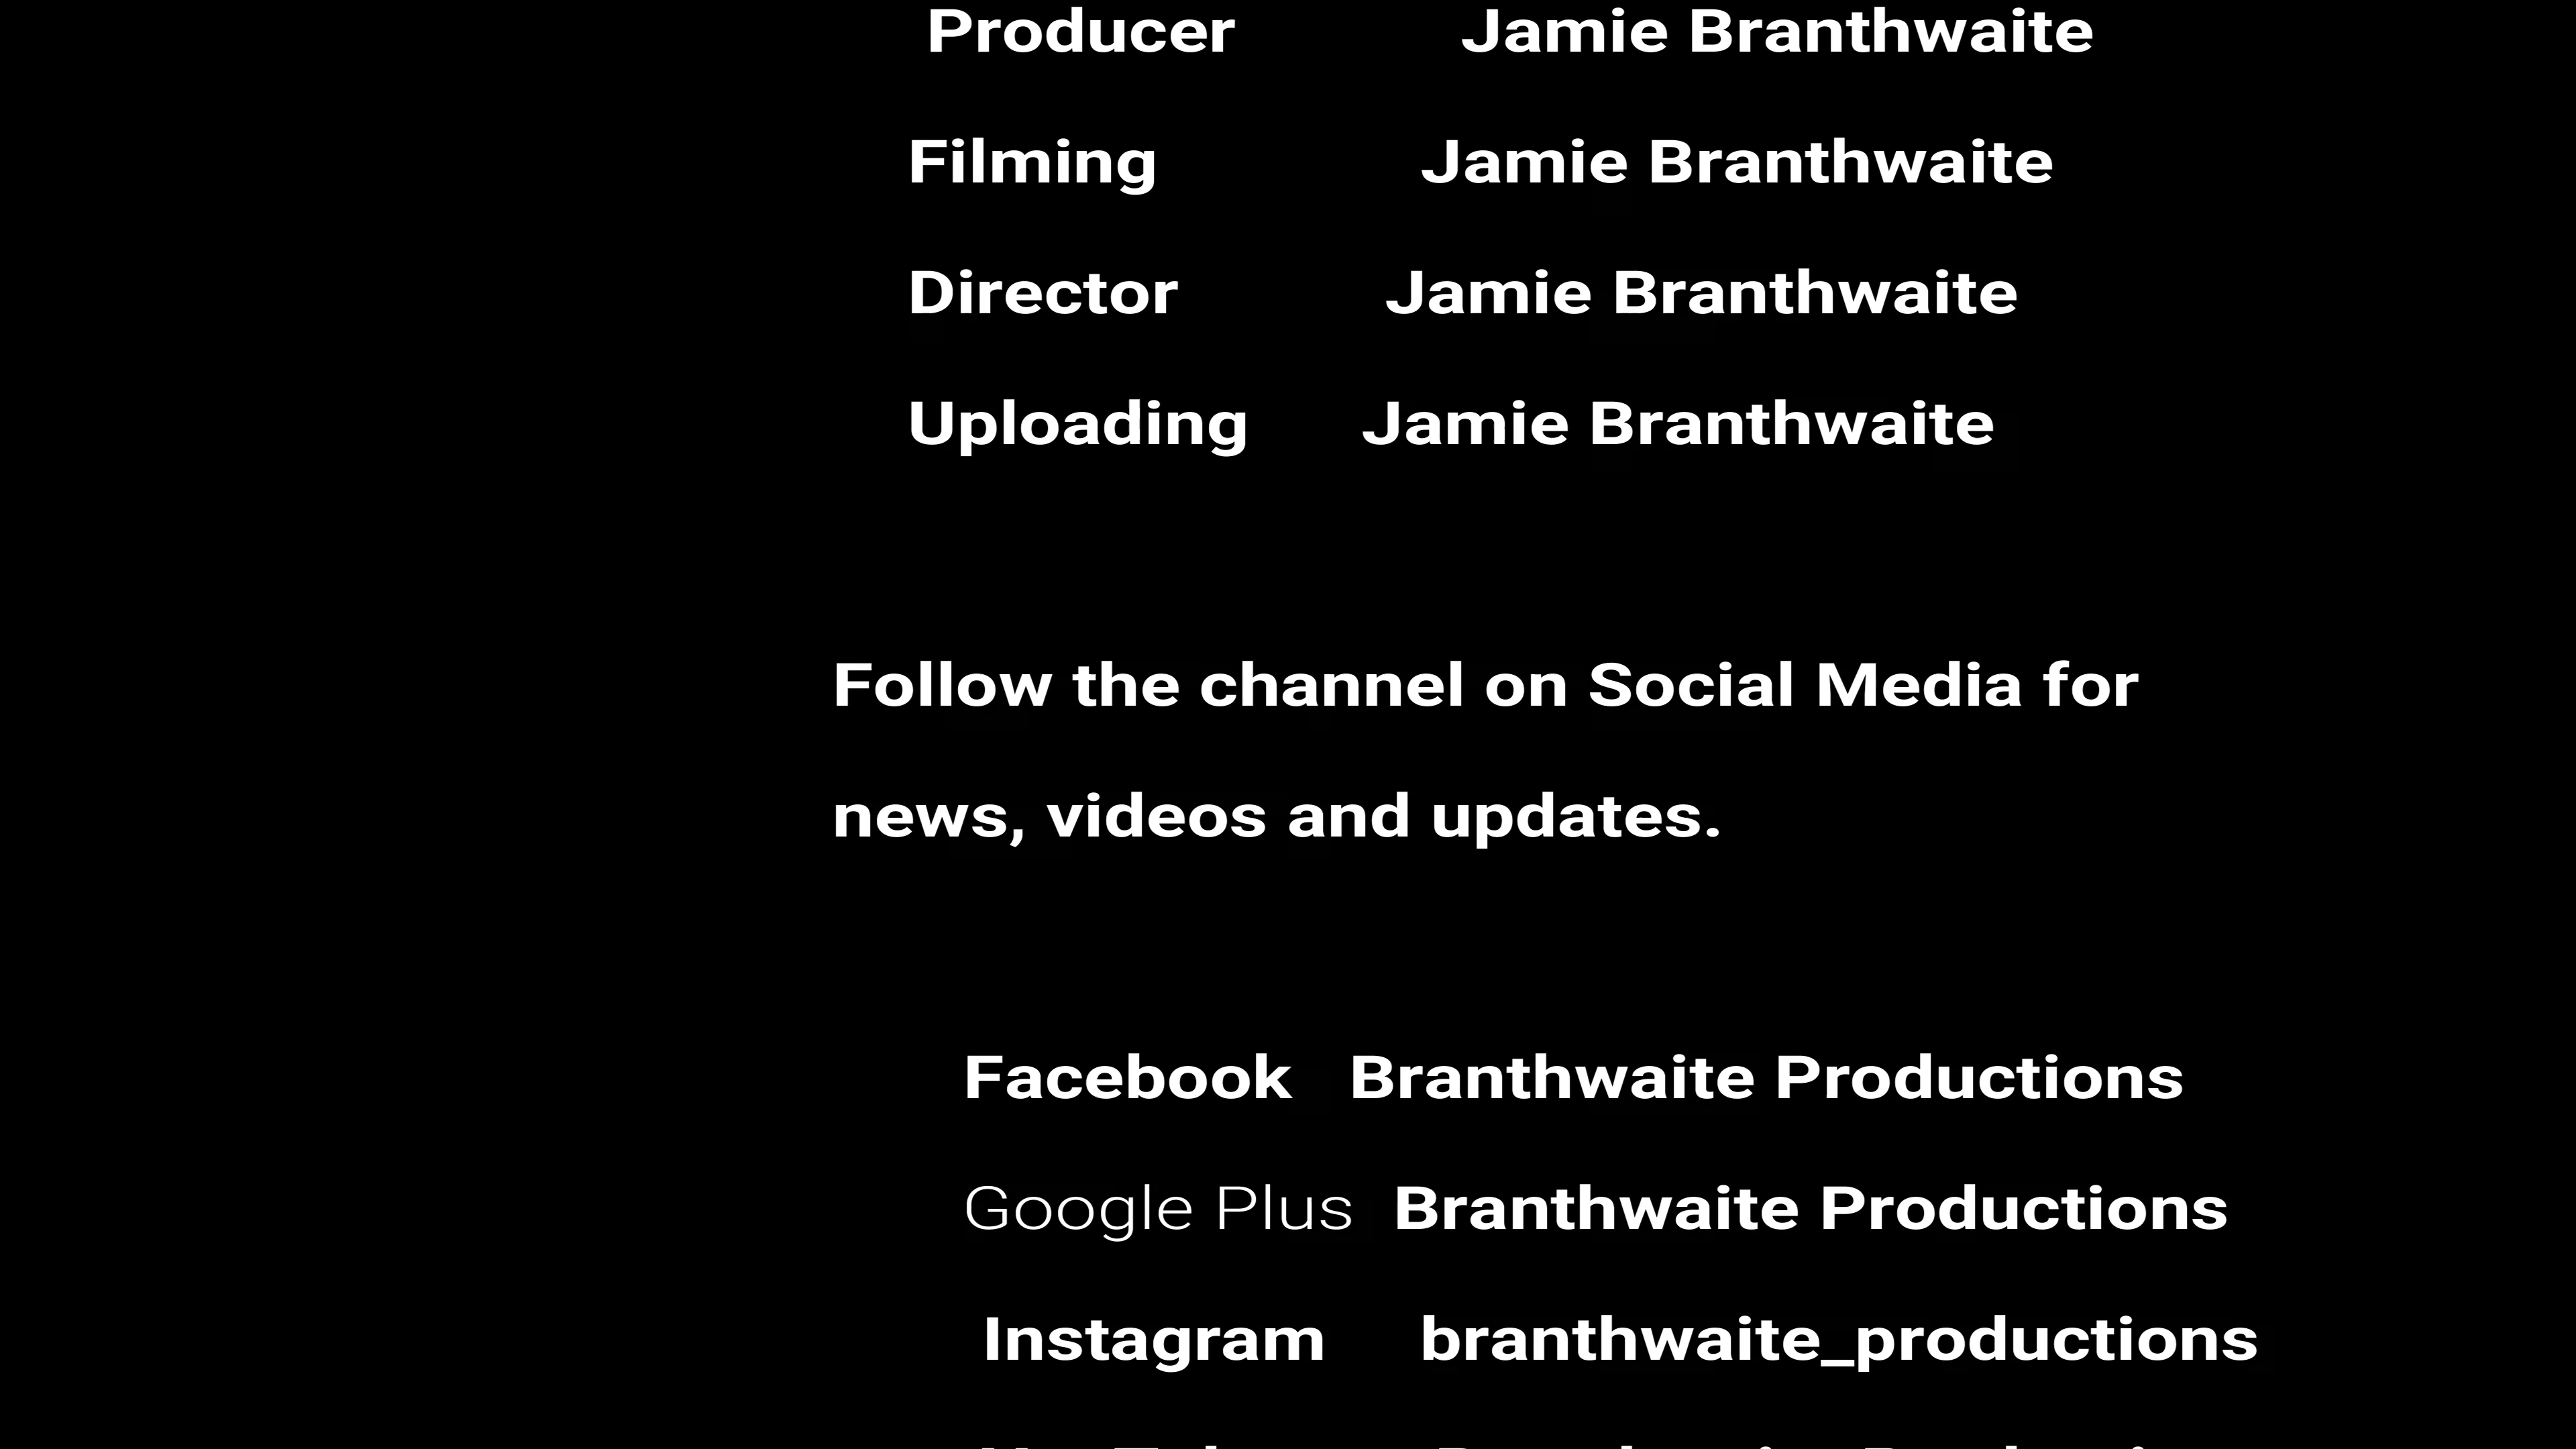 Producer Jamie Branthwaite
Filming Jamie Branthwaite
Director Jamie Branthwaite
Uploading Jamie Branthwaite
Follow the channel on Social Media for
news, videos and updates.
Facebook Branthwaite Productions
Google Plus Branthwaite Productions
Instagram branthwaite_productions